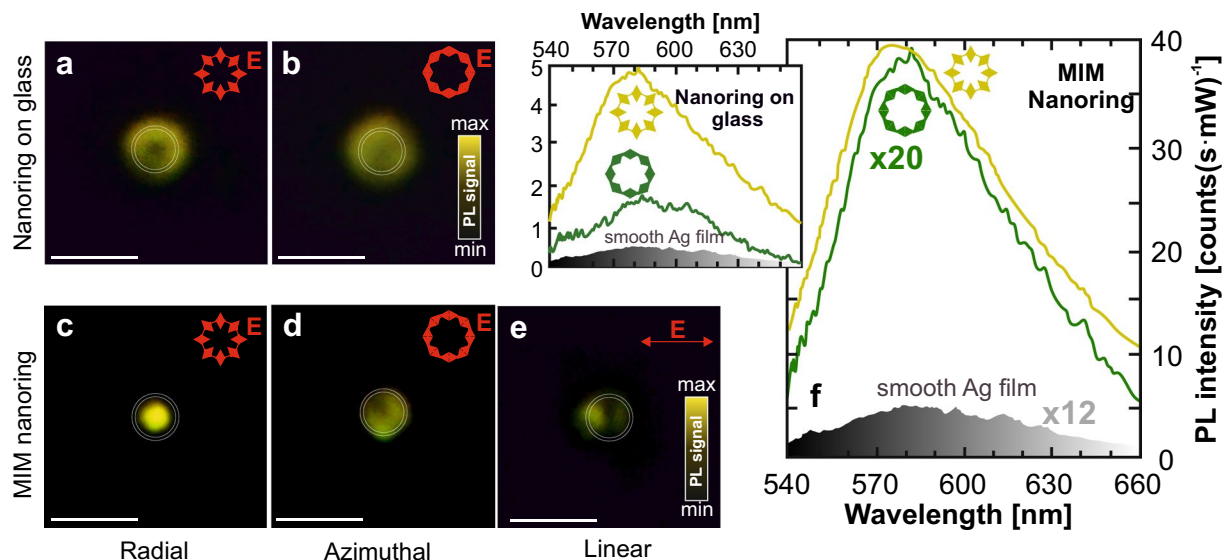 Nanoring on glass
a
E
b
E
max
PL signal
min
Wavelength [nm]
540 570 600 630
5
4
3
2
1
0
Nanoring on
glass
smooth Ag film
MIM
Nanoring
x20
smooth Ag film
f
x12
40
30
20
10
0
PL intensity [counts(s·mW)⁻¹]
540 570 600 630 660
Wavelength [nm]
MIM nanoring
c
E
d
E
e
E
max
PL signal
min
Radial
Azimuthal
Linear